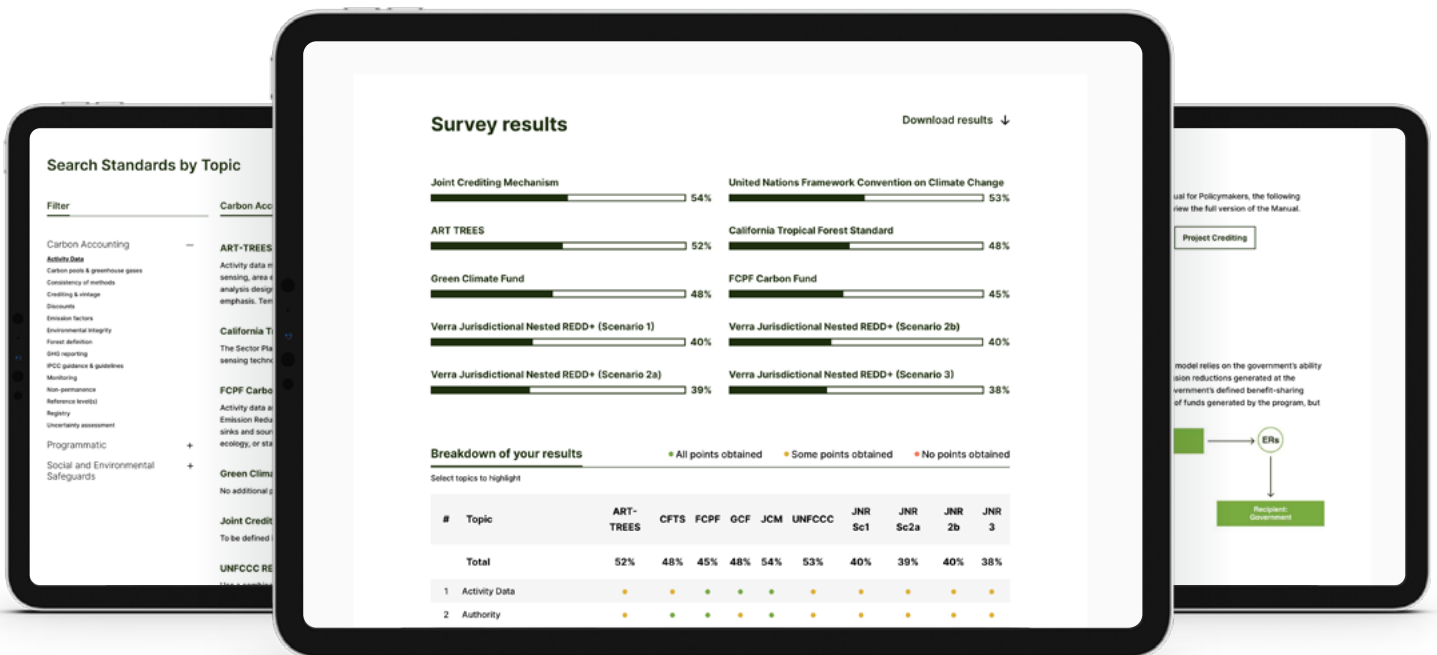 Search Standards by Topic
Filter
Carbon Accounting –
Activity Data
Carbon pools & greenhouse gases
Consistency of methods
Crediting & vintage
Discounts
Emission factors
Environmental Integrity
Forest definition
GHG reporting
IPCC guidance & guidelines
Monitoring
Non-permanence
Reference level(s)
Registry
Uncertainty assessment
Programmatic +
Social and Environmental +
Safeguards
Carbon Acc
ART-TREES
Activity data
sensing, area
analysis desig
emphasis. Tem
California T
The Sector Pla
sensing techn
FCPF Carbo
Activity data a
Emission Redu
sinks and sour
ecology, or sta
Green Clima
No additional p
Joint Credit
To be defined
UNFCCC RE
Survey results
Download results ↓
Joint Crediting Mechanism
54%
United Nations Framework Convention on Climate Change
53%
ART TREES
52%
California Tropical Forest Standard
48%
Green Climate Fund
48%
FCPF Carbon Fund
45%
Verra Jurisdictional Nested REDD+ (Scenario 1)
40%
Verra Jurisdictional Nested REDD+ (Scenario 2b)
40%
Verra Jurisdictional Nested REDD+ (Scenario 2a)
39%
Verra Jurisdictional Nested REDD+ (Scenario 3)
38%
Breakdown of your results
All points obtained
Some points obtained
No points obtained
Select topics to highlight
# Topic ART-TREES CFTS FCPF GCF JCM UNFCCC JNR Sc1 JNR Sc2a JNR 2b JNR 3
Total 52% 48% 45% 48% 54% 53% 40% 39% 40% 38%
1 Activity Data
2 Authority
ual for Policymakers, the following
view the full version of the Manual.
Project Crediting
model relies on the government's ability
sion reductions generated at the
vernment's defined benefit-sharing
of funds generated by the program, but
ERs
Recipient:
Government